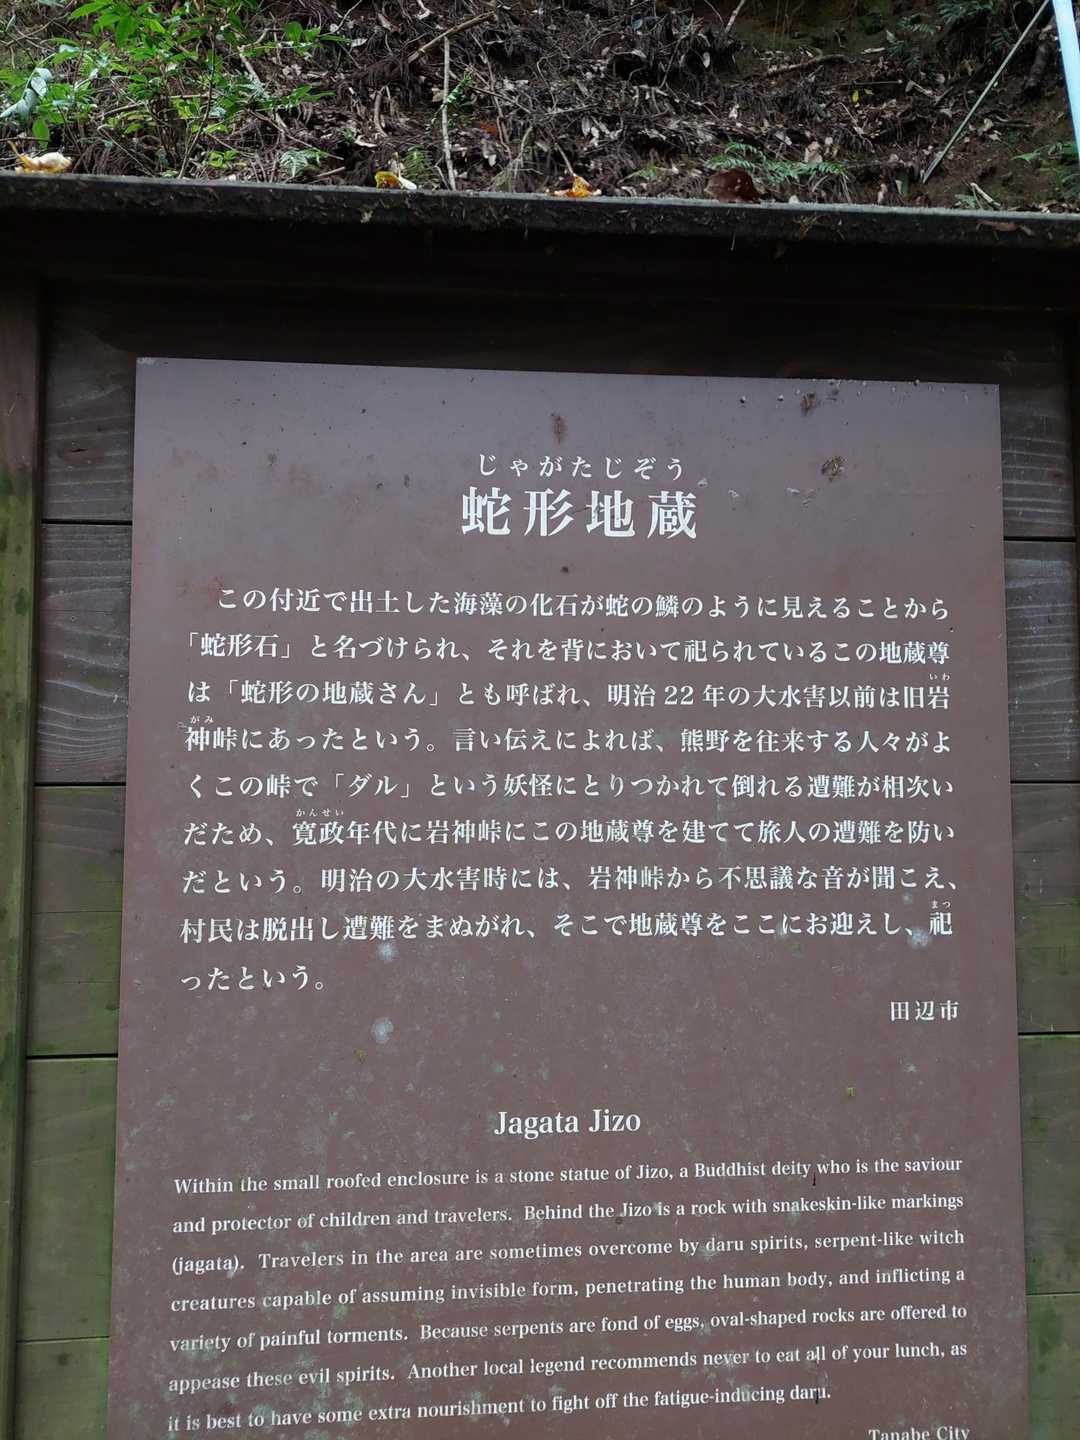 じゃがたじぞう
蛇形地蔵
この付近で出土した海藻の化石が蛇の鱗のように見えることから
「蛇形石」と名づけられ、それを背において祀られているこの地蔵尊
は「蛇形の地蔵さん」とも呼ばれ、明治22年の大水害以前は旧岩
いわ
がみ
神峠にあったという。言い伝えによれば、熊野を往来する人々がよ
くこの峠で「ダル」という妖怪にとりつかれて倒れる遭難が相次い
かんせい
だため、寛政年代に岩神峠にこの地蔵尊を建てて旅人の遭難を防い
だという。明治の大水害時には、岩神峠から不思議な音が聞こえ、
まつ
村民は脱出し遭難をまぬがれ、そこで地蔵尊をここにお迎えし、祀
ったという。
田辺市
Jagata Jizo
Within the small roofed enclosure is a stone statue of Jizo, a Buddhist deity who is the saviour
and protector of children and travelers. Behind the Jizo is a rock with snakeskin-like markings
(jagata). Travelers in the area are sometimes overcome by daru spirits, serpent-like witch
creatures capable of assuming invisible form, penetrating the human body, and inflicting a
variety of painful torments. Because serpents are fond of eggs, oval-shaped rocks are offered to
appease these evil spirits. Another local legend recommends never to eat all of your lunch, as
it is best to have some extra nourishment to fight off the fatigue-inducing daru.
Tanabe City